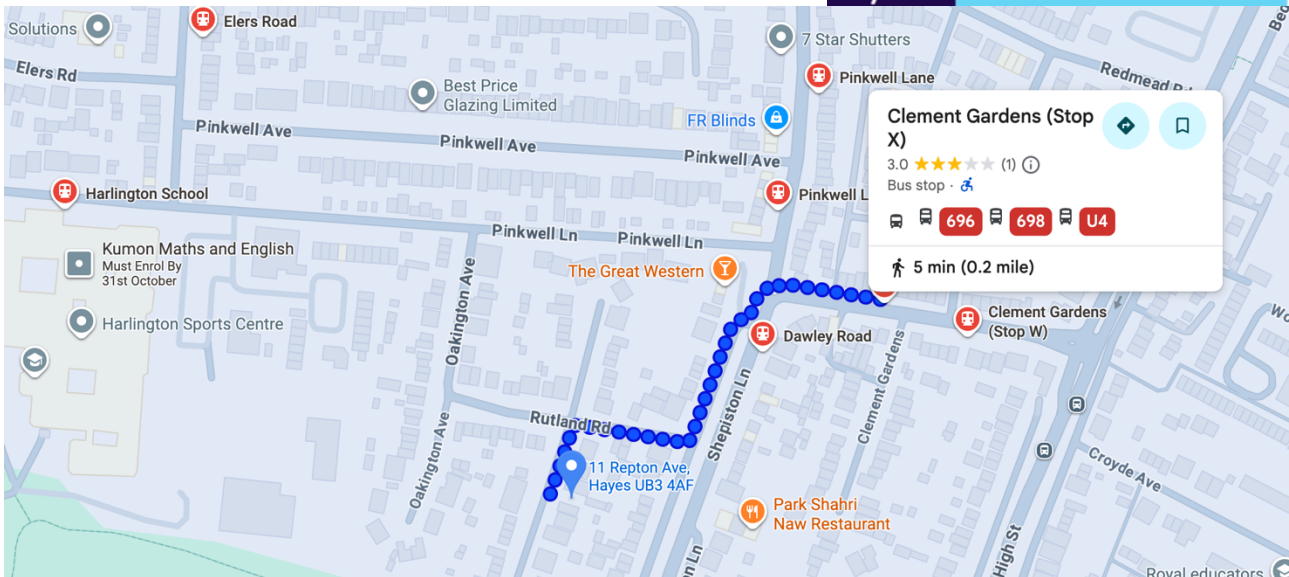 Solutions
Elers Road
7 Star Shutters
Elers Rd
Pinkwell Lane
Best Price
Glazing Limited
FR Blinds
Pinkwell Ave
Pinkwell Ave
Pinkwell Ave
Clement Gardens (Stop
X)
3.0 (1)
Bus stop ·
696 698 U4
5 min (0.2 mile)
Harlington School
Pinkwell Ln
Pinkwell Ln
Kumon Maths and English
Must Enrol By
31st October
The Great Western
Oakington Ave
Harlington Sports Centre
Clement Gardens
(Stop W)
Dawley Road
Clement Gardens
Shepiston Ln
Rutland Rd
Oakington Ave
11 Repton Ave,
Hayes UB3 4AF
Croyde Ave
Park Shahri
Naw Restaurant
High St
Royal educators